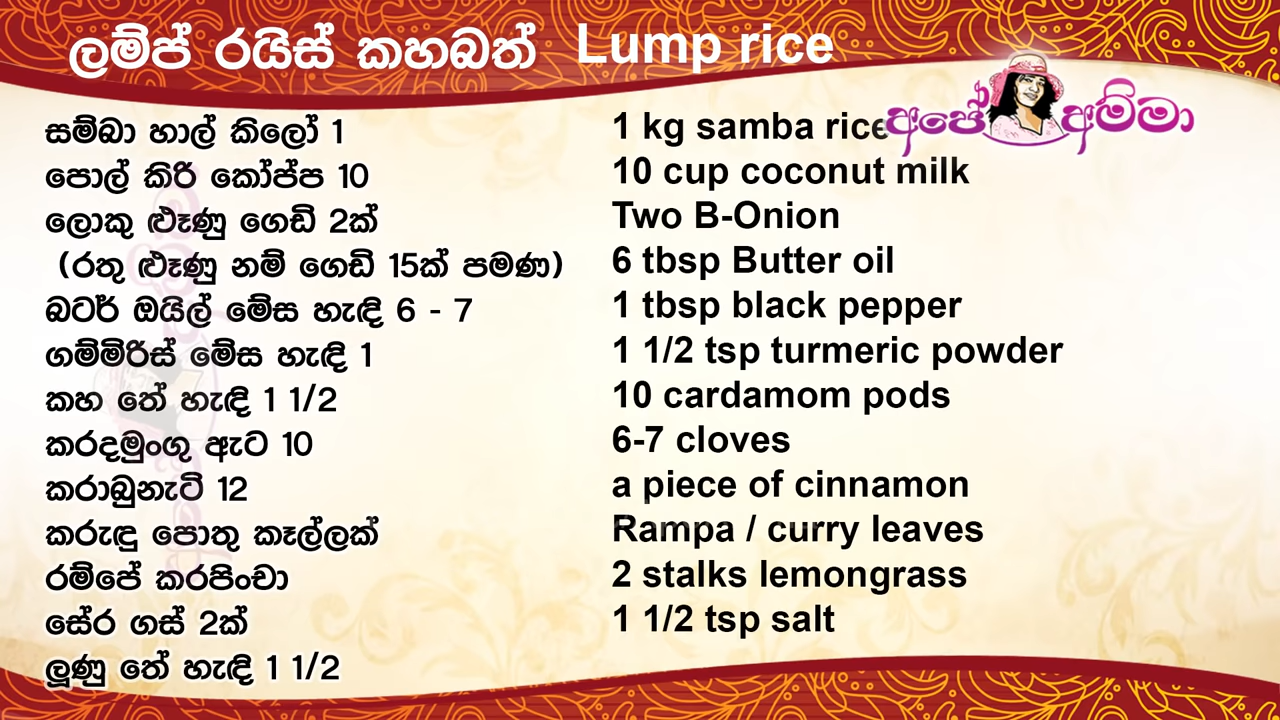 ලම්ප් රයිස් කහබත් Lump rice
අපේ අම්මා
සම්බා හාල් කිලෝ 1
පොල් කිරි කෝප්ප 10
ලොකු ළූණු ගෙඩි 2ක්
(රතු ළූණු නම් ගෙඩි 15ක් පමණ)
බටර් ඔයිල් මේස හැඳි 6 - 7
ගම්මිරිස් මේස හැඳි 1
කහ තේ හැඳි 1 1/2
කරදමුංගු ඇට 10
කරාබුනැටි 12
කරුඳු පොතු කෑල්ලක්
රම්පේ කරපිංචා
සේර ගස් 2ක්
ලූණු තේ හැඳි 1 1/2
1 kg samba rice
10 cup coconut milk
Two B-Onion
6 tbsp Butter oil
1 tbsp black pepper
1 1/2 tsp turmeric powder
10 cardamom pods
6-7 cloves
a piece of cinnamon
Rampa / curry leaves
2 stalks lemongrass
1 1/2 tsp salt